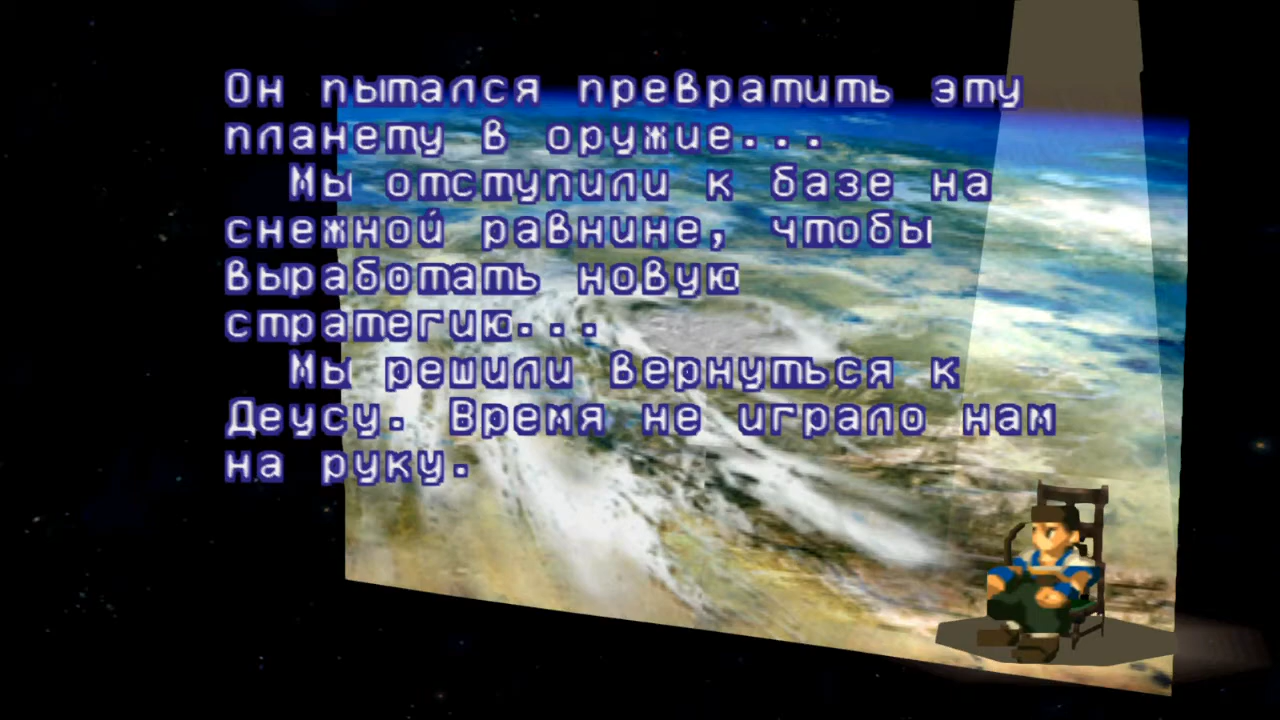 Он пытался превратить эту
планету в оружие...
Мы отступили к базе на
снежной равнине, чтобы
выработать новую
стратегию...
Мы решили вернуться к
Деусу. Время не играло нам
на руку.